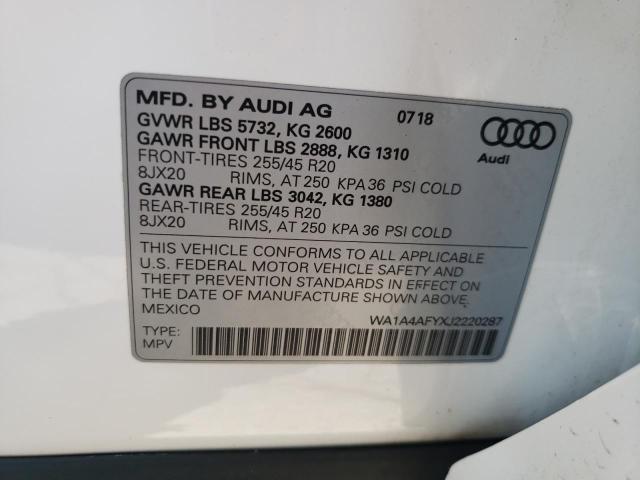 MFD. BY AUDI AG 0718
GVWR LBS 5732, KG 2600
GAWR FRONT LBS 2888, KG 1310
FRONT-TIRES 255/45 R20
8JX20 RIMS, AT 250 KPA 36 PSI COLD
GAWR REAR LBS 3042, KG 1380
REAR-TIRES 255/45 R20
8JX20 RIMS, AT 250 KPA 36 PSI COLD
Audi
THIS VEHICLE CONFORMS TO ALL APPLICABLE
U.S. FEDERAL MOTOR VEHICLE SAFETY AND
THEFT PREVENTION STANDARDS IN EFFECT ON
THE DATE OF MANUFACTURE SHOWN ABOVE.
MEXICO
WA1A4AFYXJ2220287
TYPE:
MPV